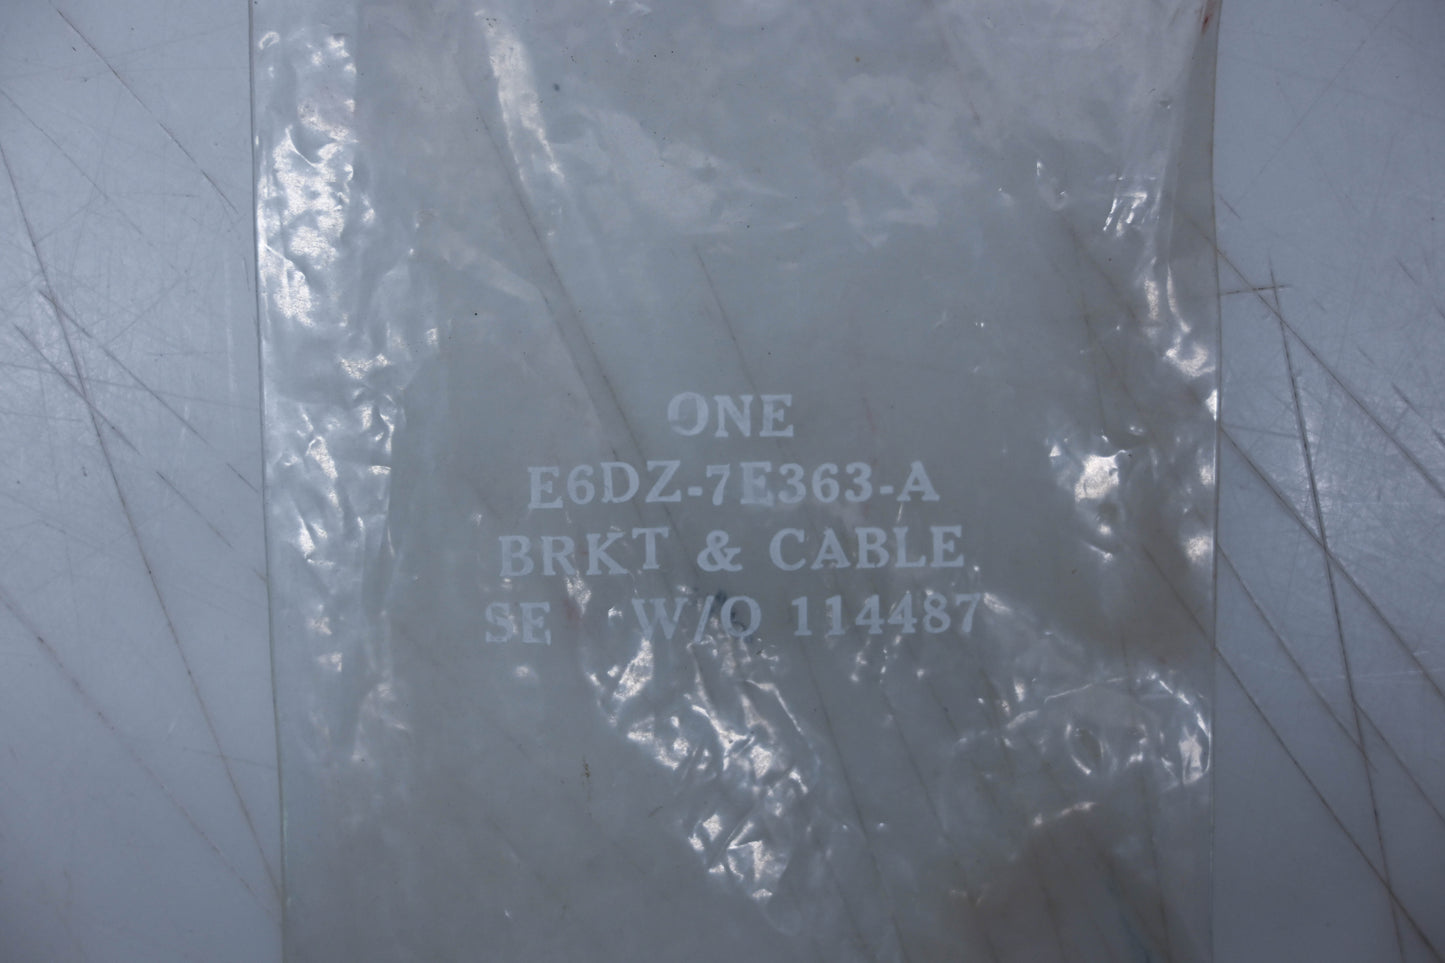 ONE
E6DZ-7E363-A
BRKT & CABLE
SE W/O 114487